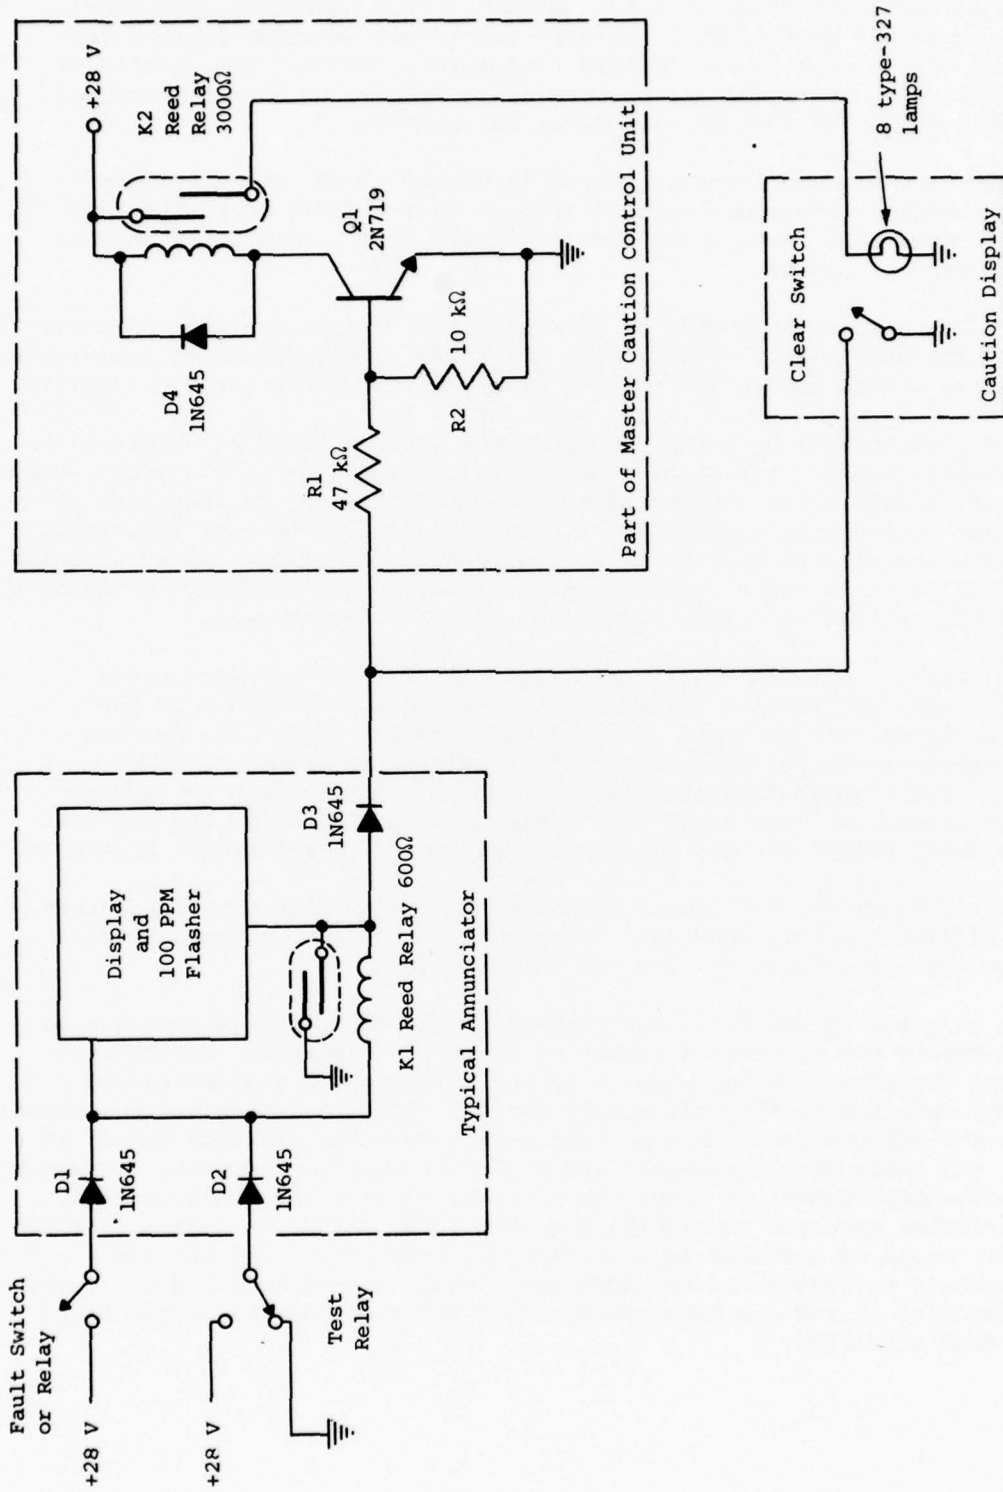 Fault Switch
or Relay
+28 V
+28 V
Test
Relay
D1
1N645
D2
1N645
Display
and
100 PPM
Flasher
K1 Reed Relay 600Ω
D3
1N645
Typical Annunciator
+28 V
K2
Reed
Relay
3000Ω
D4
1N645
Q1
2N719
R1
47 kΩ
R2
10 kΩ
Part of Master Caution Control Unit
Clear Switch
8 type-327
lamps
Caution Display